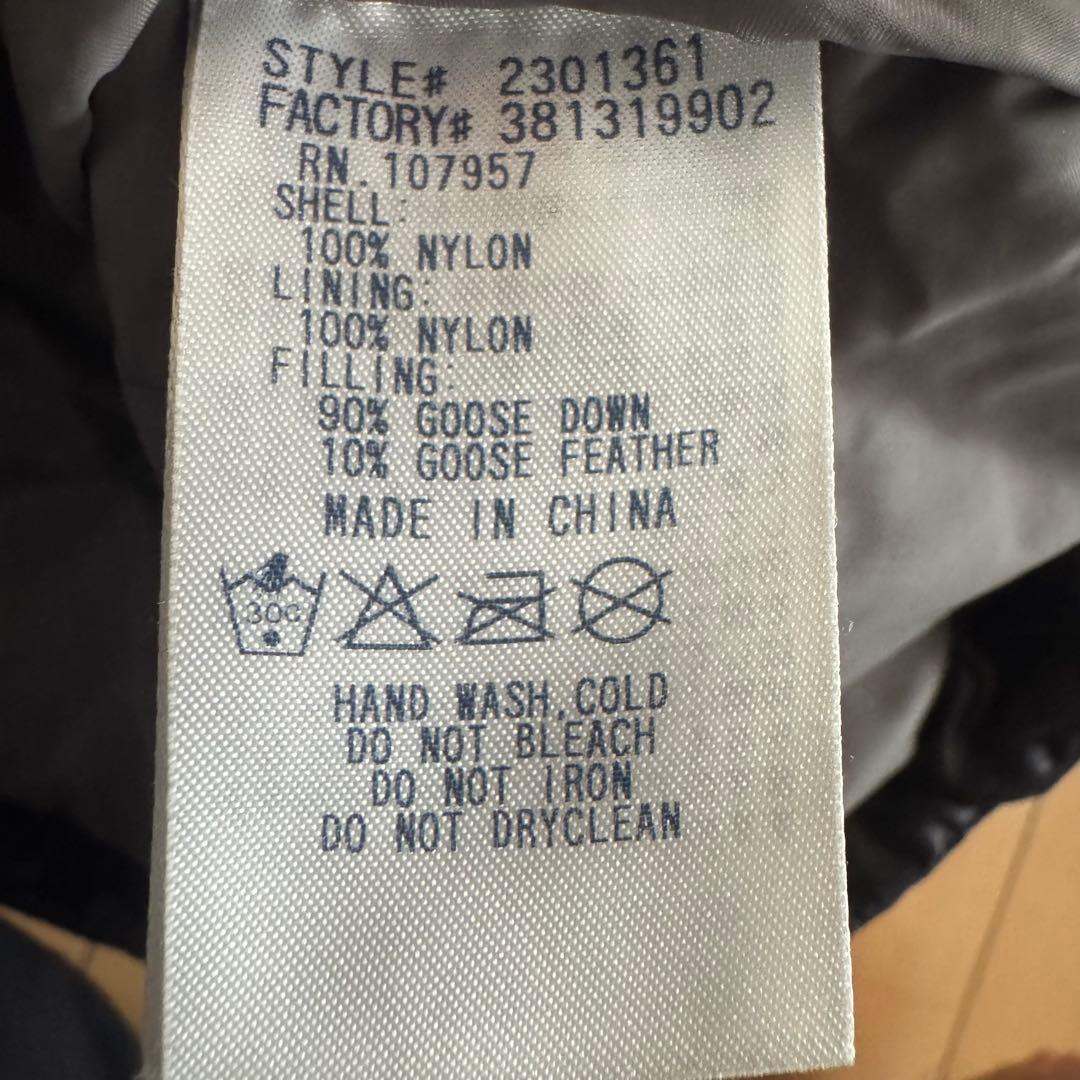 STYLE# 2301361
FACTORY# 381319902
RN. 107957
SHELL:
100% NYLON
LINING:
100% NYLON
FILLING:
90% GOOSE DOWN
10% GOOSE FEATHER
MADE IN CHINA
30C
HAND WASH,COLD
DO NOT BLEACH
DO NOT IRON
DO NOT DRYCLEAN